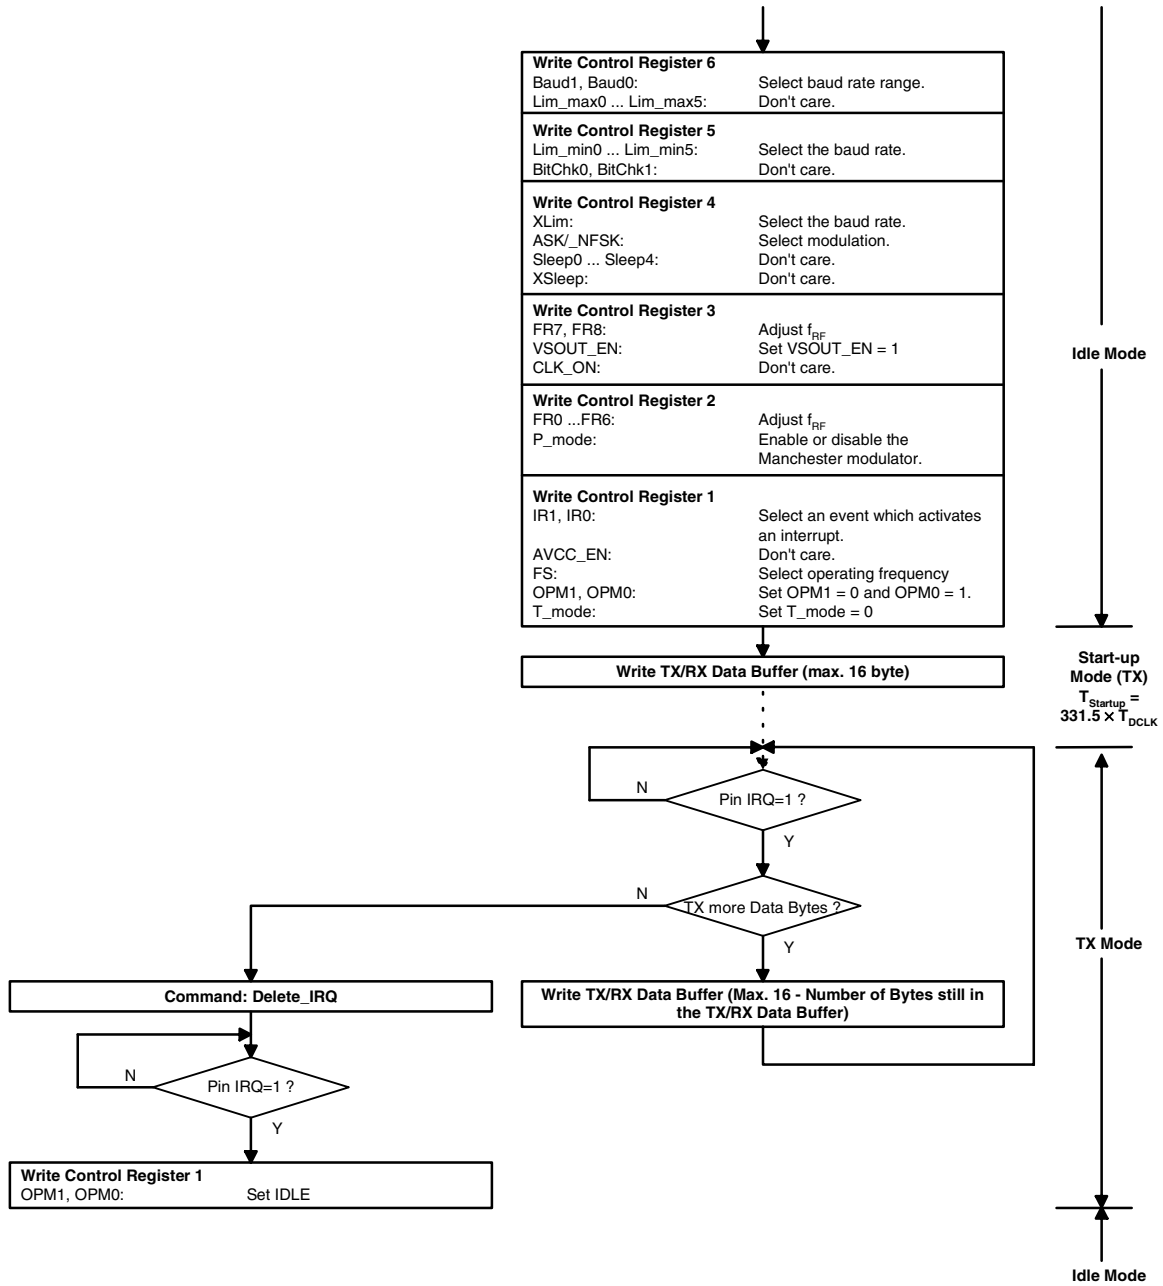 Write Control Register 6
Baud1, Baud0: Select baud rate range.
Lim_max0 ... Lim_max5: Don't care.
Write Control Register 5
Lim_min0 ... Lim_min5: Select the baud rate.
BitChk0, BitChk1: Don't care.
Write Control Register 4
XLim: Select the baud rate.
ASK/_NFSK: Select modulation.
Sleep0 ... Sleep4: Don't care.
XSleep: Don't care.
Write Control Register 3
FR7, FR8: Adjust fRF
VSOUT_EN: Set VSOUT_EN = 1
CLK_ON: Don't care.
Idle Mode
Write Control Register 2
FR0 ...FR6: Adjust fRF
P_mode: Enable or disable the
Manchester modulator.
Write Control Register 1
IR1, IR0: Select an event which activates
an interrupt.
AVCC_EN: Don't care.
FS: Select operating frequency
OPM1, OPM0: Set OPM1 = 0 and OPM0 = 1.
T_mode: Set T_mode = 0
Write TX/RX Data Buffer (max. 16 byte)
Start-up
Mode (TX)
TStartup =
331.5 × TDCLK
N
Pin IRQ=1 ?
Y
N
TX more Data Bytes ?
Y
TX Mode
Command: Delete_IRQ
Write TX/RX Data Buffer (Max. 16 - Number of Bytes still in
the TX/RX Data Buffer)
N
Pin IRQ=1 ?
Y
Write Control Register 1
OPM1, OPM0: Set IDLE
Idle Mode